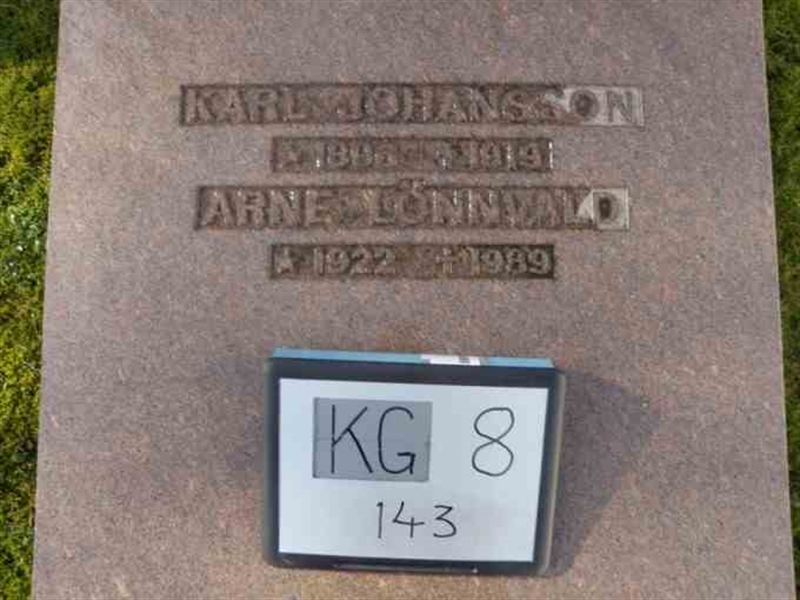 KARL JOHANSSON
★ 1919
ARNE LÖNNWALD
★ 1922 † 1989
KG 8
143